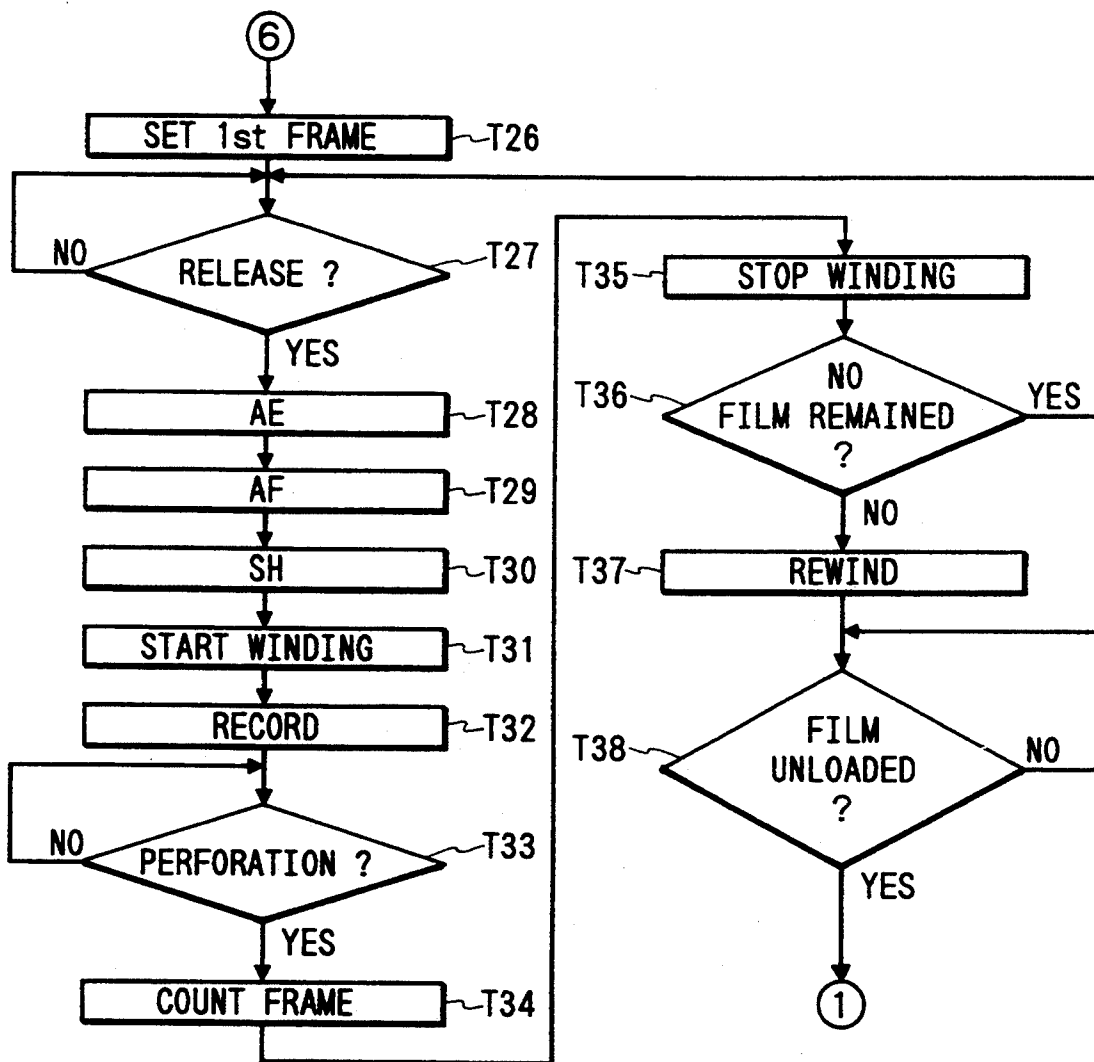 6
SET 1st FRAME
T26
NO
RELEASE ?
T27
YES
AE
T28
AF
T29
SH
T30
START WINDING
T31
RECORD
T32
NO
PERFORATION ?
T33
YES
COUNT FRAME
T34
T35
STOP WINDING
T36
NO
FILM REMAINED
?
YES
NO
T37
REWIND
T38
FILM
UNLOADED
?
NO
YES
1